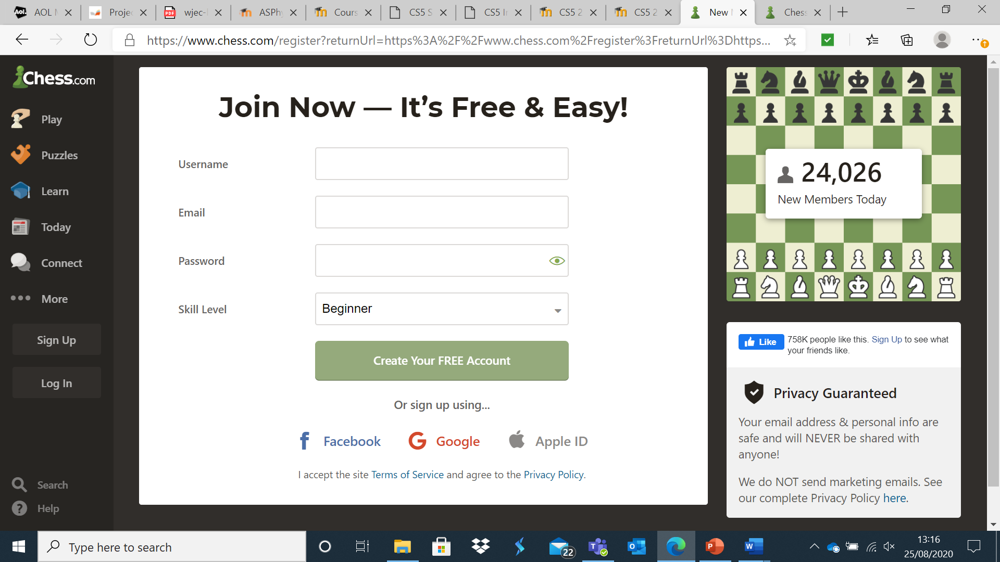 AOL
Projec
wjec-
ASPhy
Cours
CS5 S
CS5 I
CS5 2
CS5 2
New
Chess
https://www.chess.com/register?returnUrl=https%3A%2F%2Fwww.chess.com%2Fregister%3FreturnUrl%3Dhttps...
Chess.com
Play
Puzzles
Learn
Today
Connect
More
Sign Up
Log In
Search
Help
Join Now — It's Free & Easy!
Username
Email
Password
Skill Level
Beginner
Create Your FREE Account
Or sign up using...
Facebook
Google
Apple ID
I accept the site Terms of Service and agree to the Privacy Policy.
24,026
New Members Today
Like
758K people like this. Sign Up to see what
your friends like.
Privacy Guaranteed
Your email address & personal info are
safe and will NEVER be shared with
anyone!
We do NOT send marketing emails. See
our complete Privacy Policy here.
Type here to search
22
13:16
25/08/2020